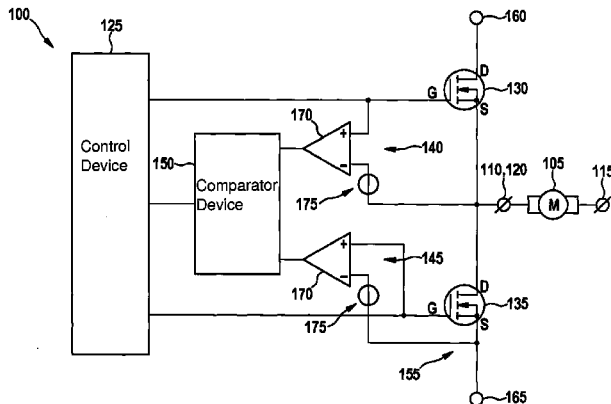 100
125
160
D
G
130
S
170
+
-
140
Control
Device
150
Comparator
Device
175
110,120
105
M
115
+
-
145
170
175
D
G
135
S
155
165